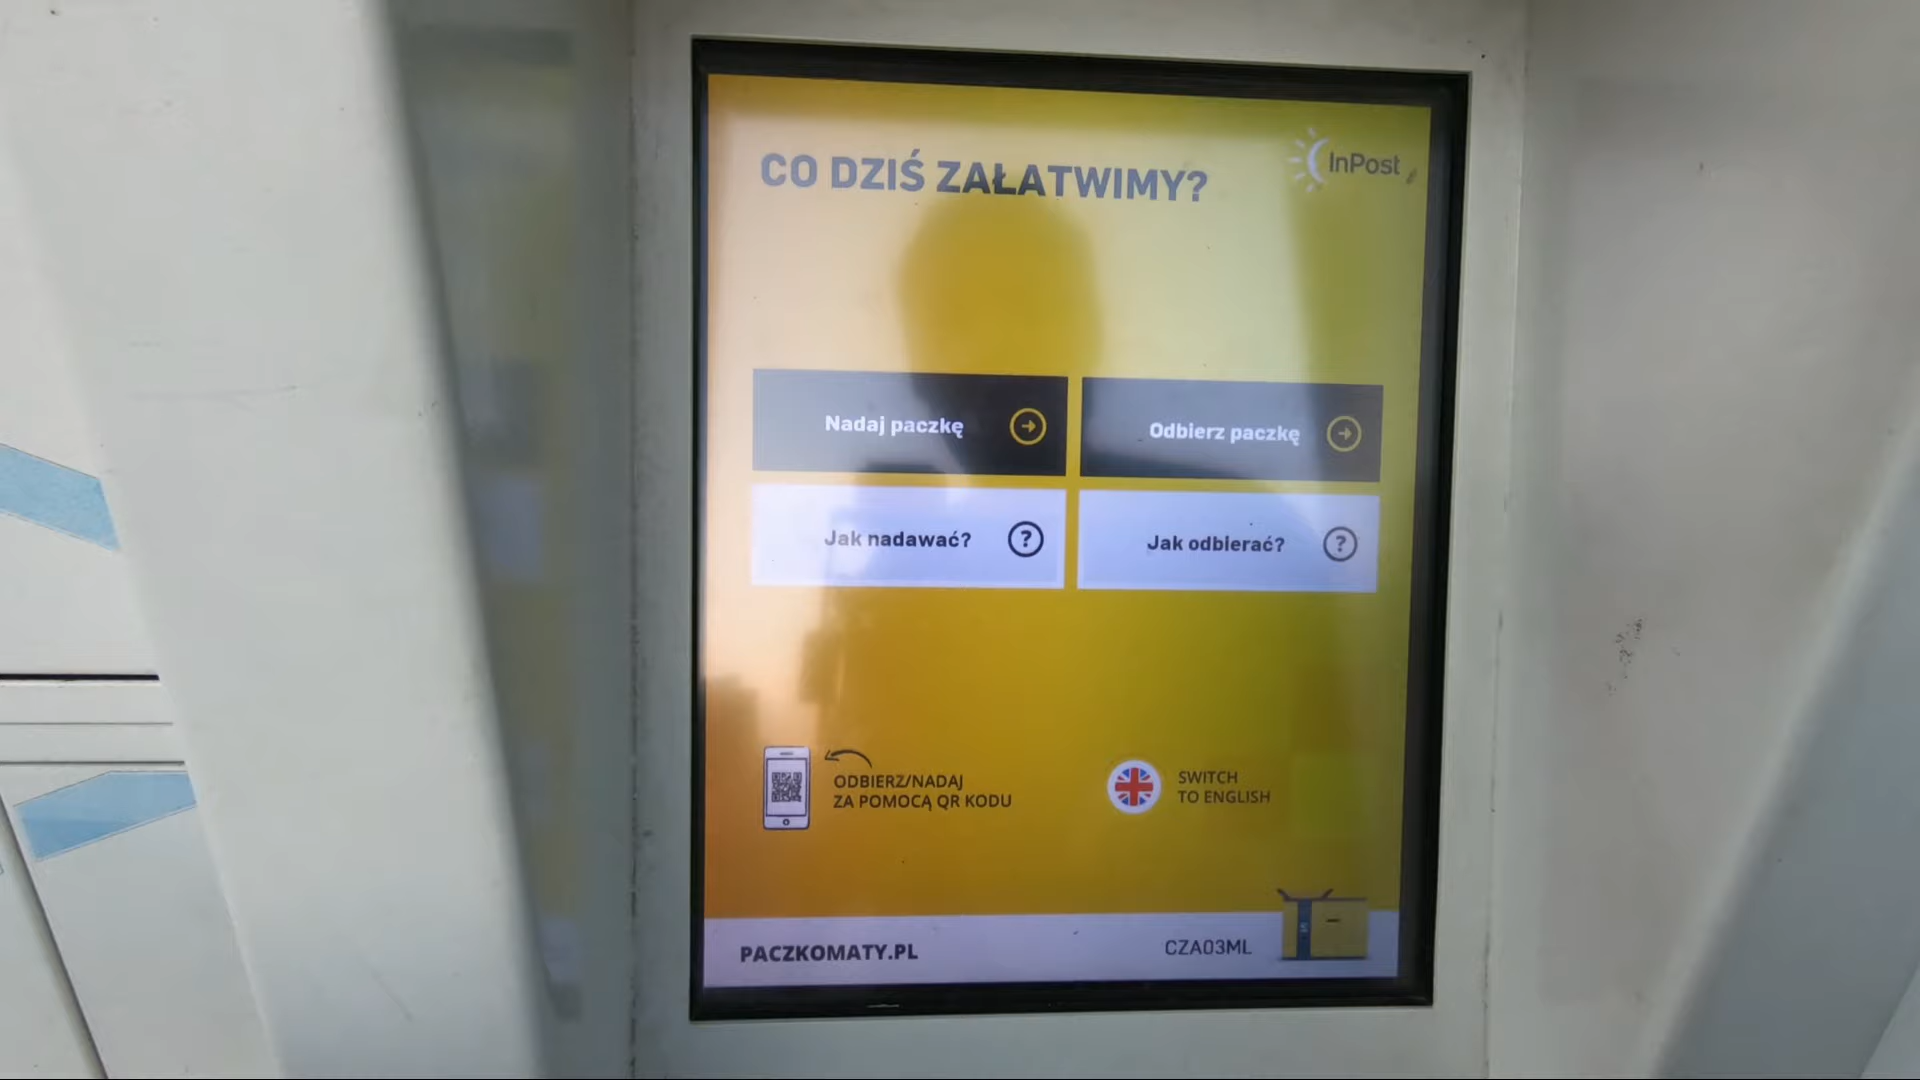 CO DZIŚ ZAŁATWIMY?
InPost
Nadaj paczkę
Odbierz paczkę
Jak nadawać?
Jak odbierać?
ODBIERZ/NADAJ
ZA POMOCĄ QR KODU
SWITCH
TO ENGLISH
PACZKOMATY.PL
CZA03ML